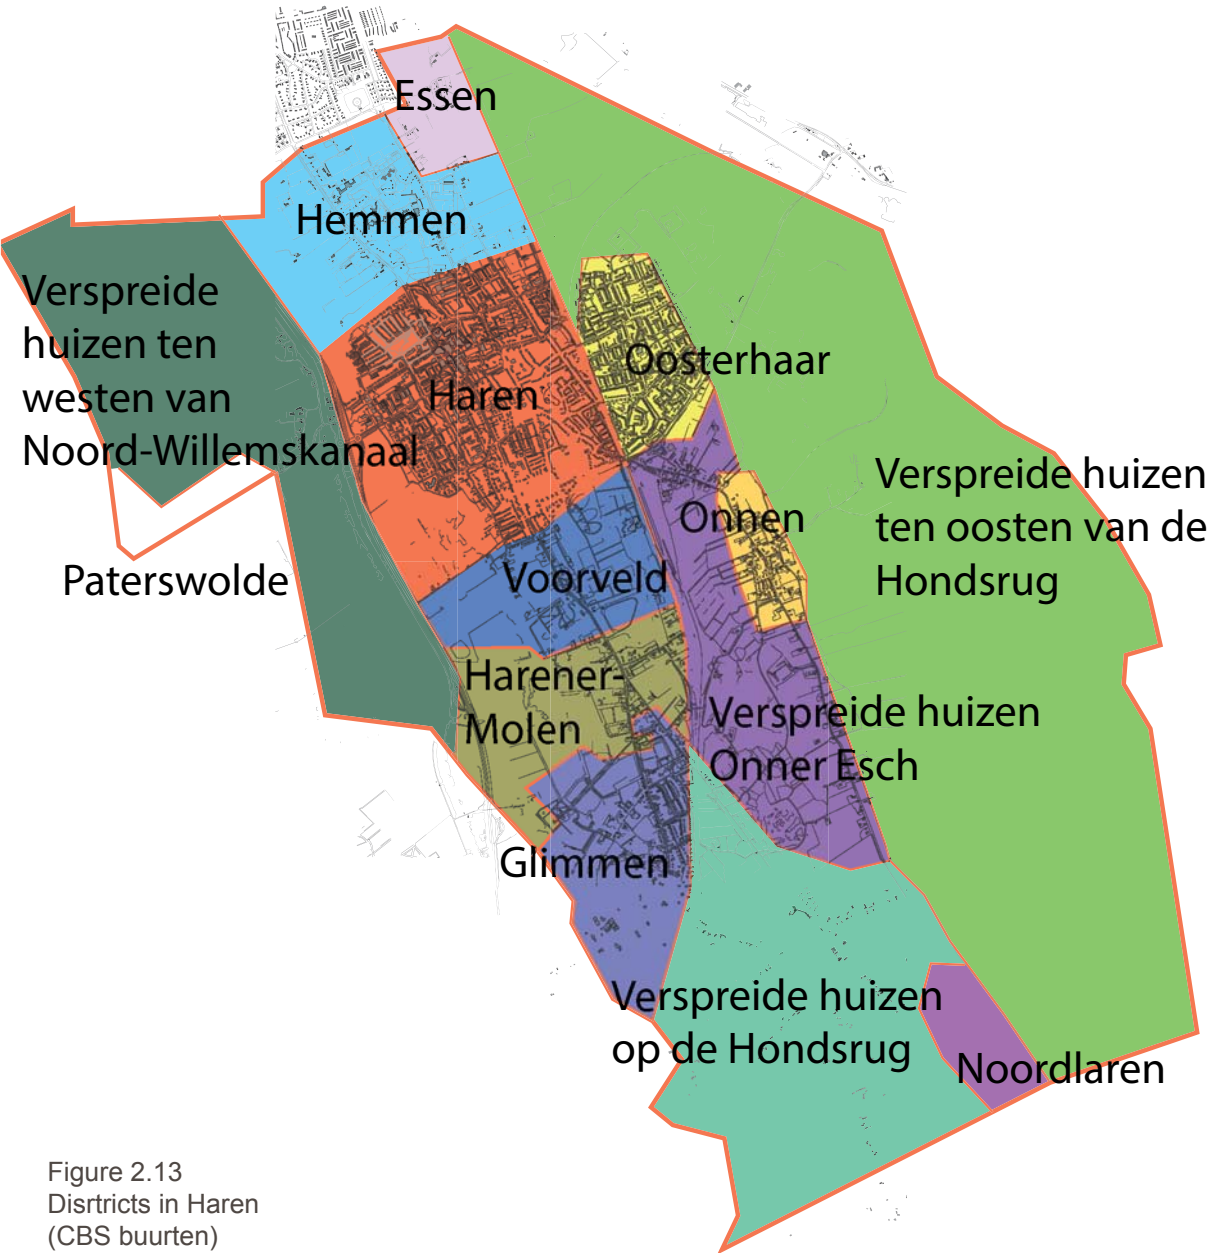 Essen
Hemmen
Verspreide
huizen ten
westen van
Noord-Willemskanaal
Oosterhaar
Haren
Verspreide huizen
ten oosten van de
Hondsrug
Onnen
Paterswolde
Voorveld
Harener-
Molen
Verspreide huizen
Onner Esch
Glimmen
Verspreide huizen
op de Hondsrug
Noordlaren
Figure 2.13
Disrtricts in Haren
(CBS buurten)